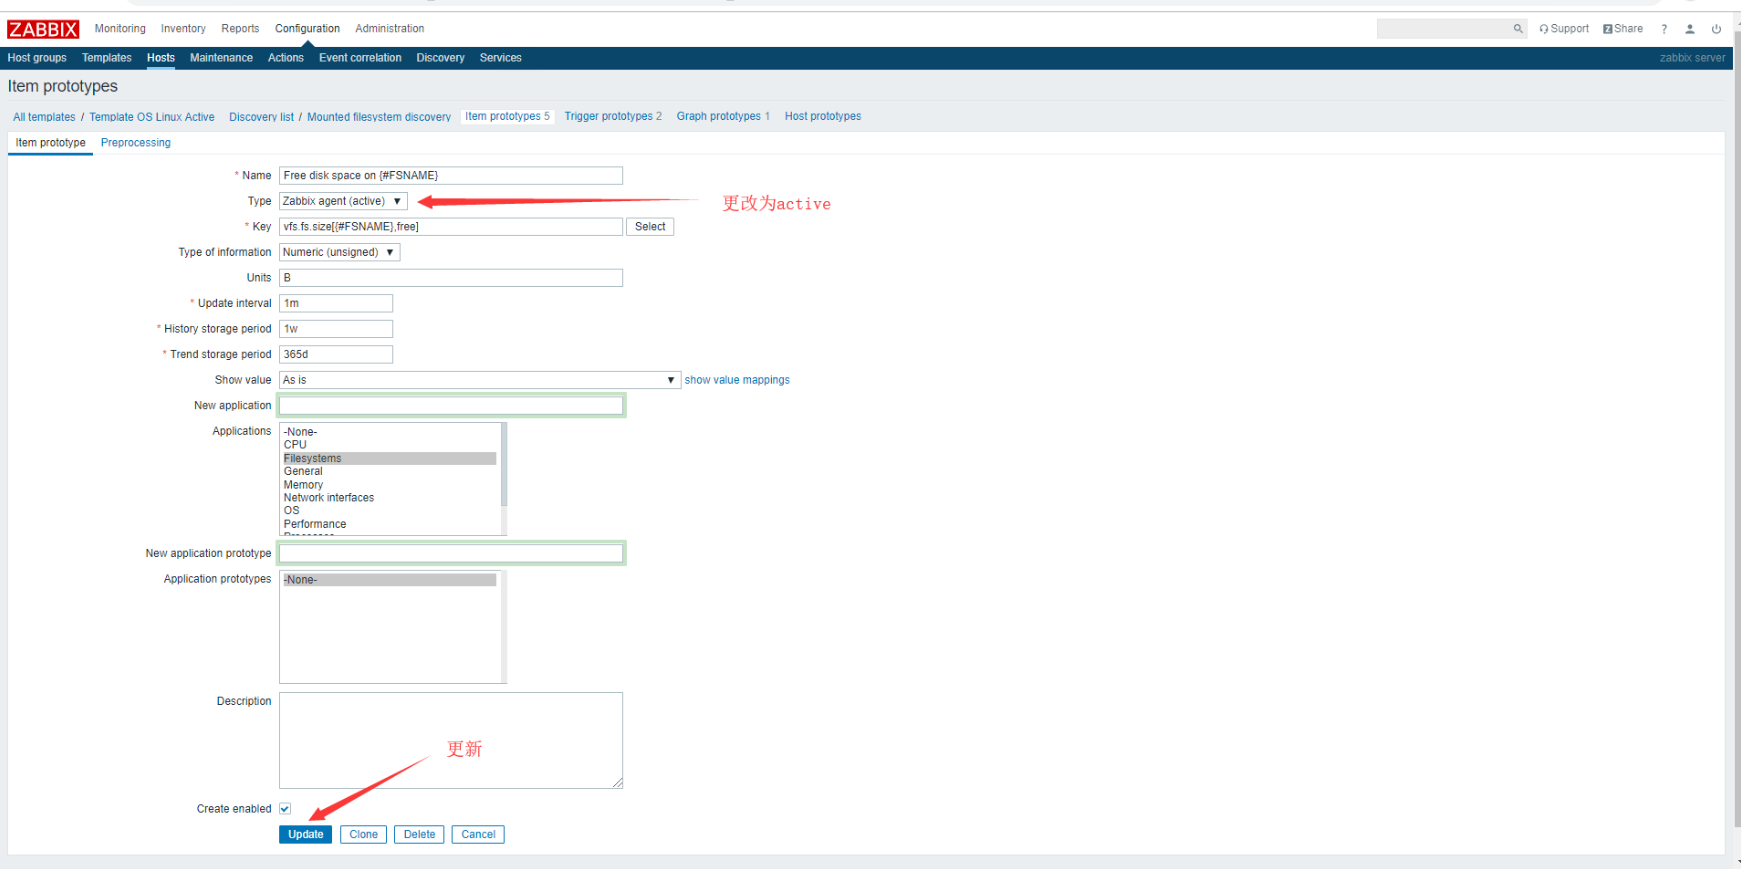 ZABBIX Monitoring Inventory Reports Configuration Administration Support Z Share ?
Host groups Templates Hosts Maintenance Actions Event correlation Discovery Services zabbix server
Item prototypes
All templates / Template OS Linux Active Discovery list / Mounted filesystem discovery Item prototypes 5 Trigger prototypes 2 Graph prototypes 1 Host prototypes
Item prototype Preprocessing
* Name Free disk space on {#FSNAME}
Type Zabbix agent (active) ▼ 更改为active
* Key vfs.fs.size[{#FSNAME},free] Select
Type of information Numeric (unsigned) ▼
Units B
* Update interval 1m
* History storage period 1w
* Trend storage period 365d
Show value As is ▼ show value mappings
New application
Applications -None-
CPU
Filesystems
General
Memory
Network interfaces
OS
Performance
New application prototype
Application prototypes -None-
Description
更新
Create enabled
Update Clone Delete Cancel